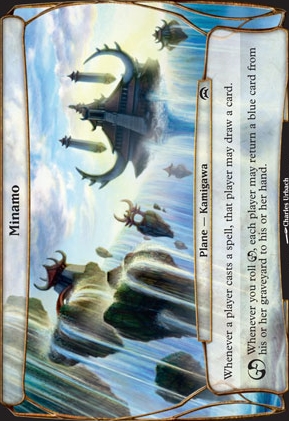 Minamo
Plane — Kamigawa
Whenever a player casts a spell, that player may draw a card.
Whenever you roll , each player may return a blue card from
his or her graveyard to his or her hand.
Charles Urbach